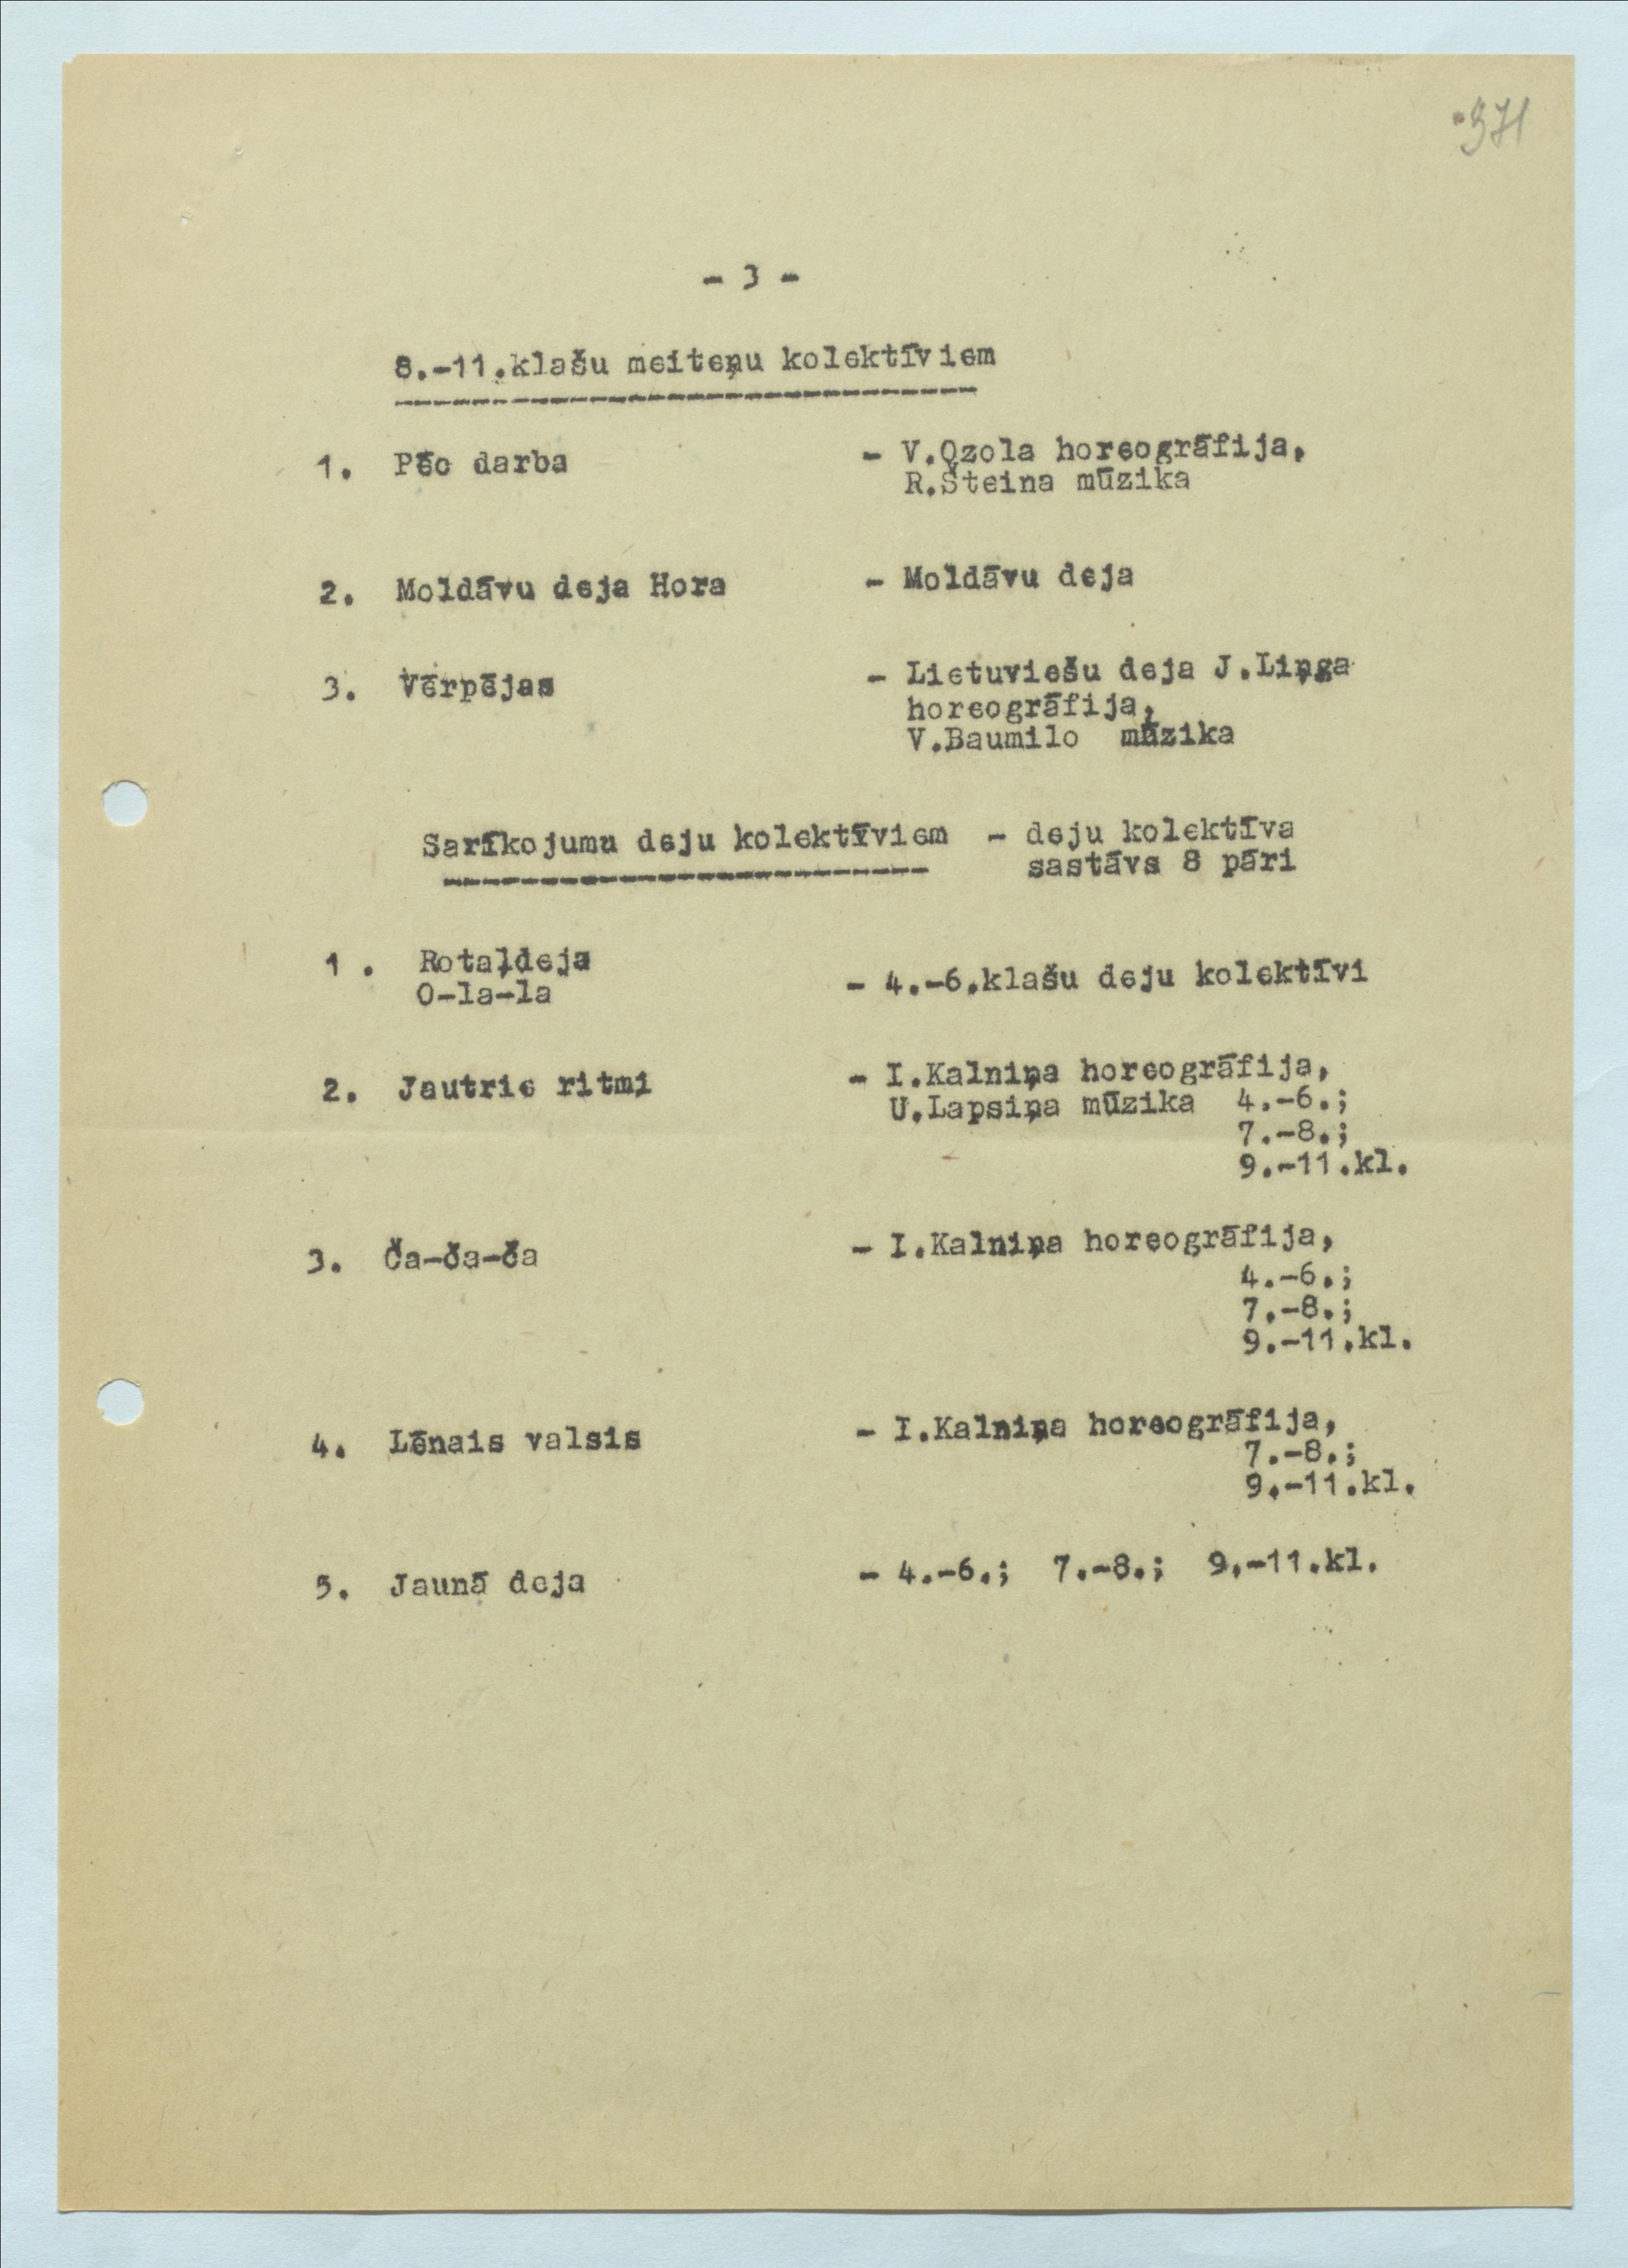 371
- 3 -
8.-11.klašu meiteņu kolektīviem
1. Pēc darba - V.Ozola horeogrāfija,
R.Šteina mūzika
2. Moldāvu deja Hora - Moldāvu deja
3. Vērpējas - Lietuviešu deja J.Liņga
horeogrāfija,
V.Baumilo mūzika
Sarīkojumu deju kolektīviem - deju kolektīva
sastāvs 8 pāri
1 . Rotaļdeja
O-la-la - 4.-6.klašu deju kolektīvi
2. Jautrie ritmi - I.Kalniņa horeogrāfija,
U.Lapsiņa mūzika 4.-6.;
7.-8.;
9.-11.kl.
3. Ča-ča-ča - I.Kalniņa horeogrāfija,
4.-6.;
7.-8.;
9.-11.kl.
4. Lēnais valsis - I.Kalniņa horeogrāfija,
7.-8.;
9.-11.kl.
5. Jaunā deja - 4.-6.; 7.-8.; 9.-11.kl.